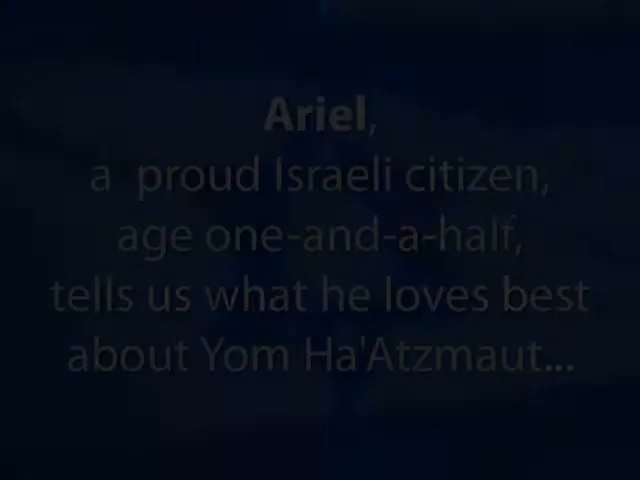 Ariel,
a proud Israeli citizen,
age one-and-a-half,
tells us what he loves best
about Yom Ha'Atzmaut...